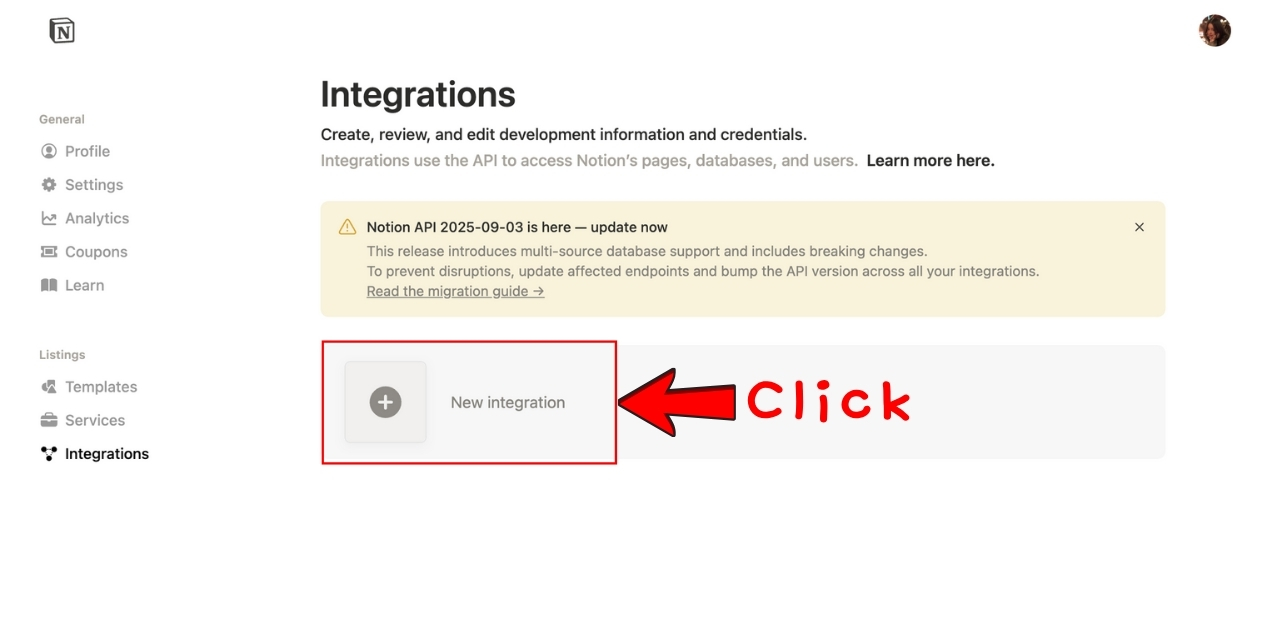 N
Integrations
Create, review, and edit development information and credentials.
Integrations use the API to access Notion’s pages, databases, and users. Learn more here.
General
Profile
Settings
Analytics
Coupons
Learn
Notion API 2025-09-03 is here — update now
This release introduces multi-source database support and includes breaking changes.
To prevent disruptions, update affected endpoints and bump the API version across all your integrations.
Read the migration guide →
Listings
Templates
Services
Integrations
New integration
Click